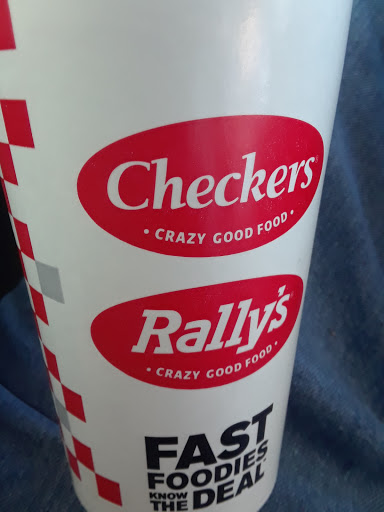 Checkers
• CRAZY GOOD FOOD •
Rally's
• CRAZY GOOD FOOD •
FAST
FOODIES
KNOW THE DEAL